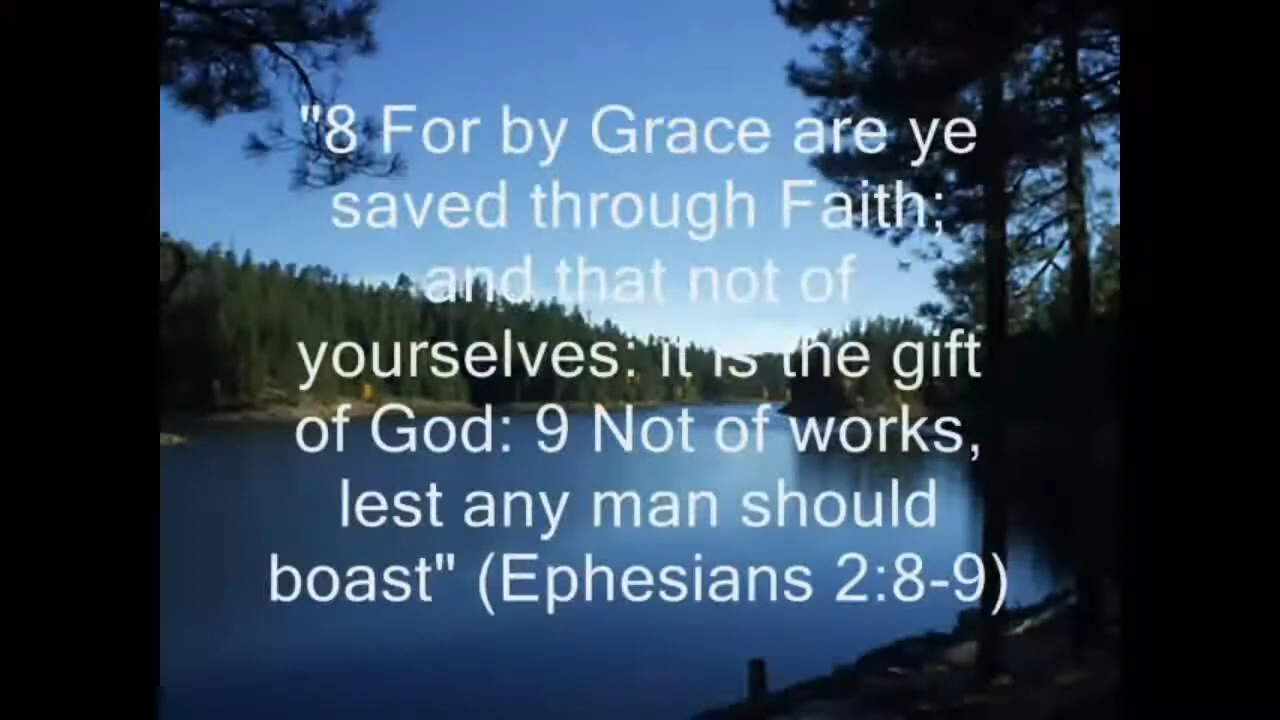 "8 For by Grace are ye
saved through Faith;
and that not of
yourselves: it is the gift
of God: 9 Not of works,
lest any man should
boast" (Ephesians 2:8-9)